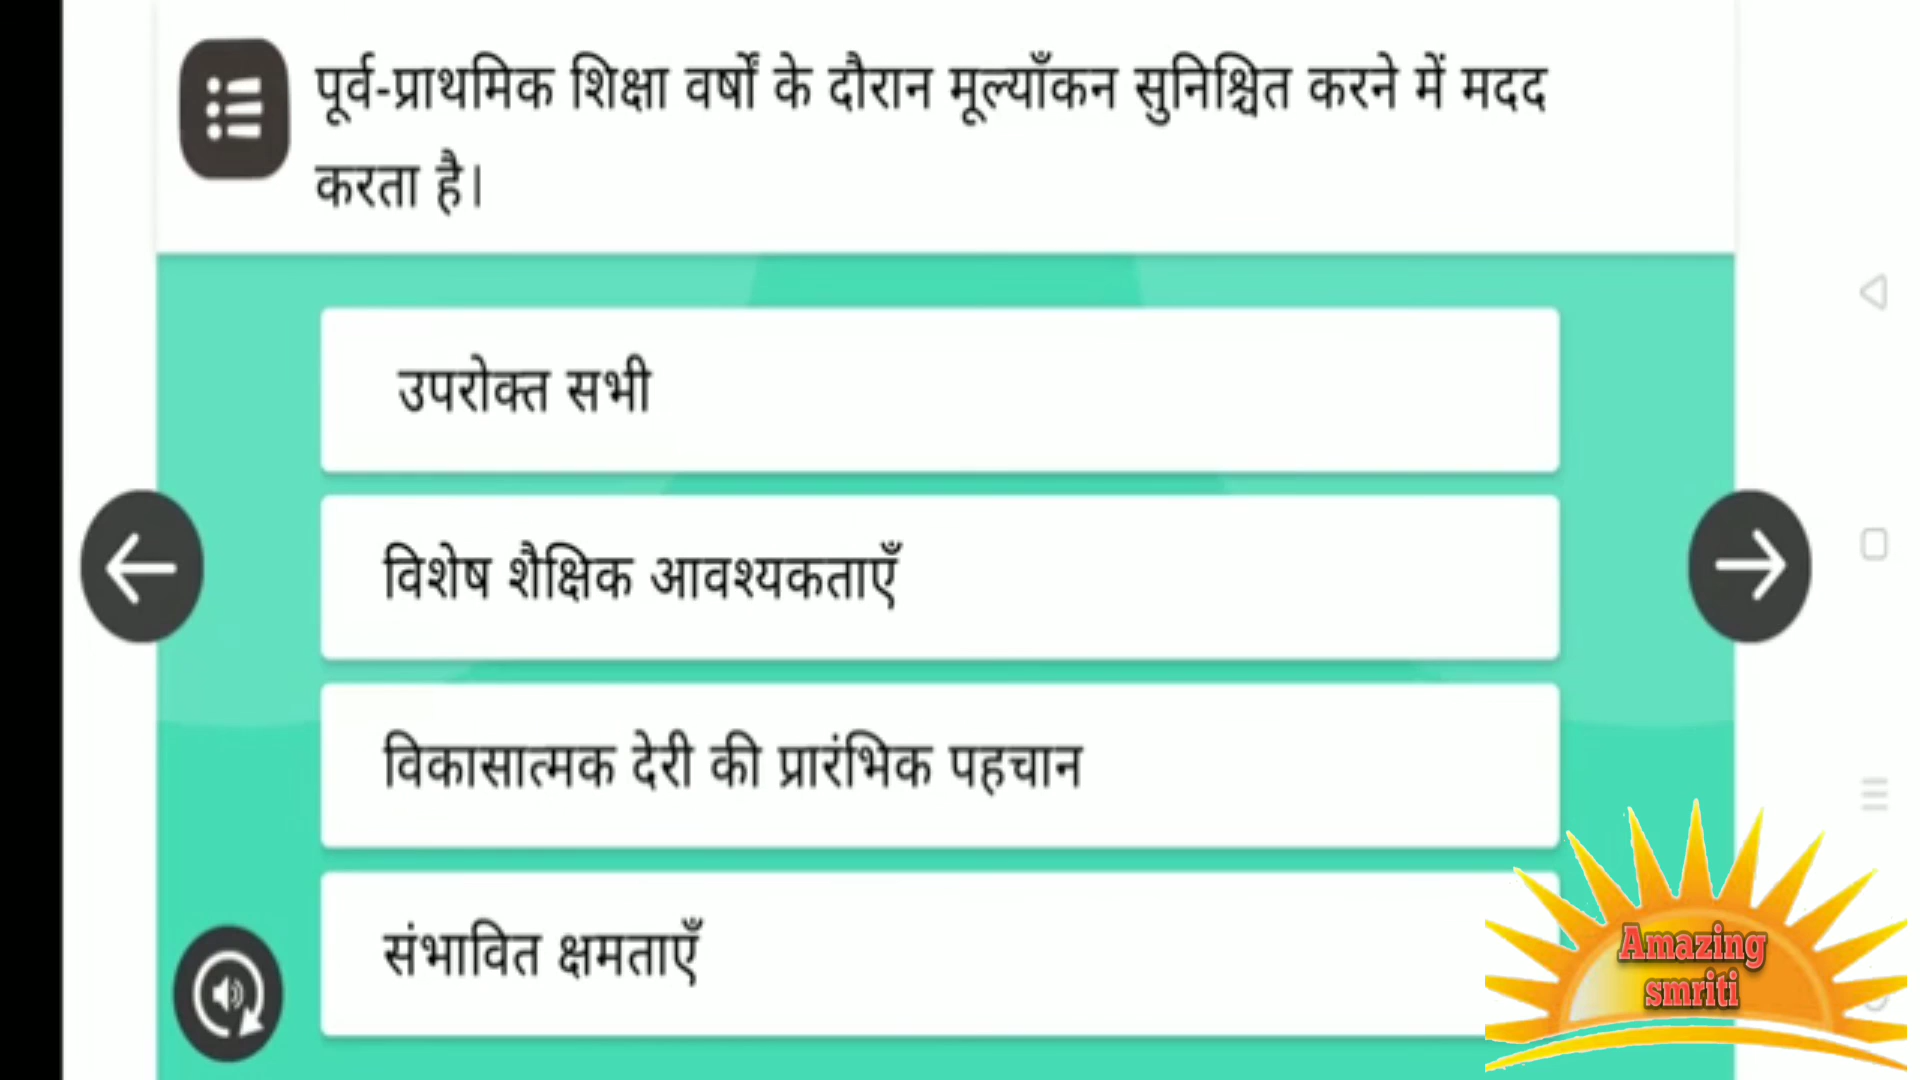 पूर्व-प्राथमिक शिक्षा वर्षों के दौरान मूल्याँकन सुनिश्चित करने में मदद
करता है।
उपरोक्त सभी
विशेष शैक्षिक आवश्यकताएँ
विकासात्मक देरी की प्रारंभिक पहचान
संभावित क्षमताएँ
Amazing
smriti